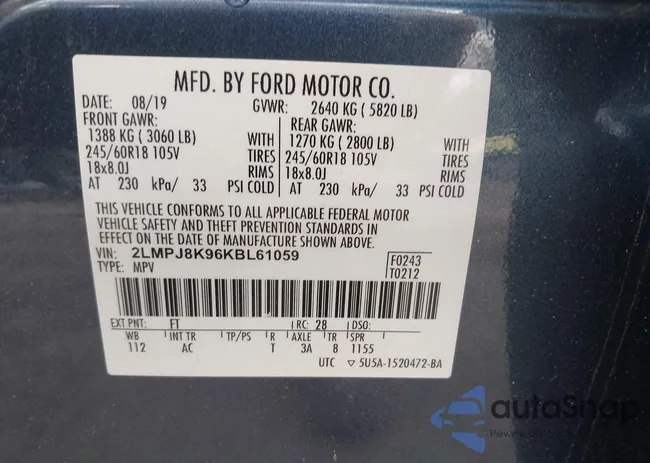 MFD. BY FORD MOTOR CO.
DATE: 08/19 GVWR: 2640 KG ( 5820 LB)
FRONT GAWR: REAR GAWR:
1388 KG ( 3060 LB) WITH 1270 KG ( 2800 LB) WITH
245/60R18 105V TIRES 245/60R18 105V TIRES
18x8.0J RIMS 18x8.0J RIMS
AT 230 kPa/ 33 PSI COLD AT 230 kPa/ 33 PSI COLD
THIS VEHICLE CONFORMS TO ALL APPLICABLE FEDERAL MOTOR
VEHICLE SAFETY AND THEFT PREVENTION STANDARDS IN
EFFECT ON THE DATE OF MANUFACTURE SHOWN ABOVE.
VIN: 2LMPJ8K96KBL61059 F0243
TYPE: MPV T0212
EXT PNT: FT RC: 28 DSO:
WB INT TR TP/PS R AXLE TR SPR
112 AC T 3A 8 1155
UTC ▽ 5U5A-1520472-BA
autoSnap